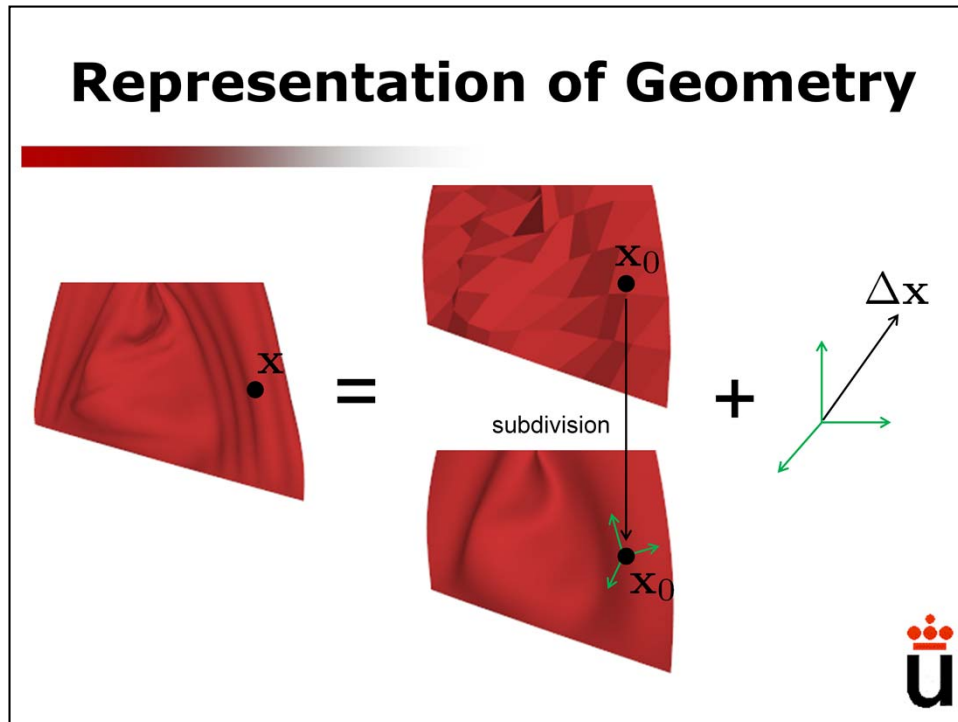 Representation of Geometry
x
=
x₀
subdivision
x₀
+
Δx
u